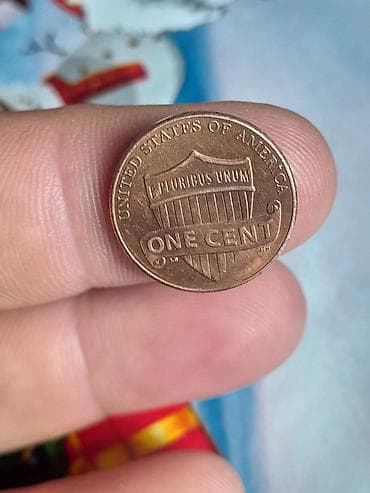 UNITED STATES OF AMERICA
E PLURIBUS UNUM
ONE CENT